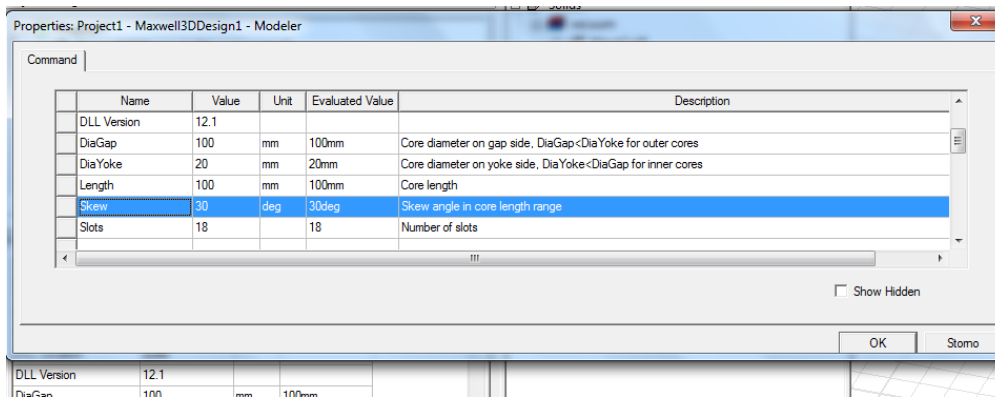 Solids
Properties: Project1 - Maxwell3DDesign1 - Modeler
Command
Name Value Unit Evaluated Value Description
DLL Version 12.1
DiaGap 100 mm 100mm Core diameter on gap side, DiaGap<DiaYoke for outer cores
DiaYoke 20 mm 20mm Core diameter on yoke side, DiaYoke<DiaGap for inner cores
Length 100 mm 100mm Core length
Skew 30 deg 30deg Skew angle in core length range
Slots 18 18 Number of slots
Show Hidden
OK Storno
DLL Version 12.1
DiaGap 100 mm 100mm